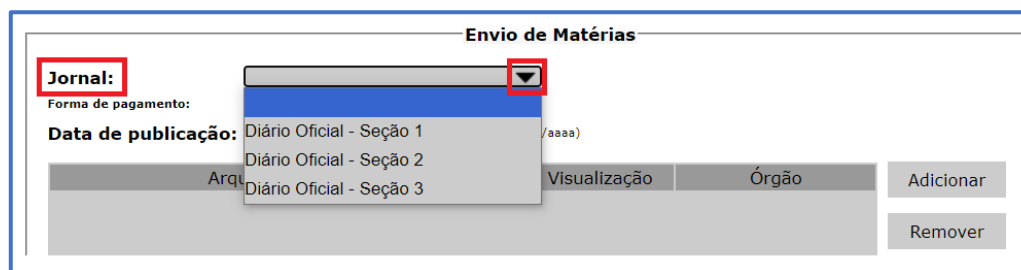 Envio de Matérias
Jornal:
Forma de pagamento:
Data de publicação:
/aaaa)
Diário Oficial - Seção 1
Diário Oficial - Seção 2
Diário Oficial - Seção 3
Arqu
Visualização
Órgão
Adicionar
Remover